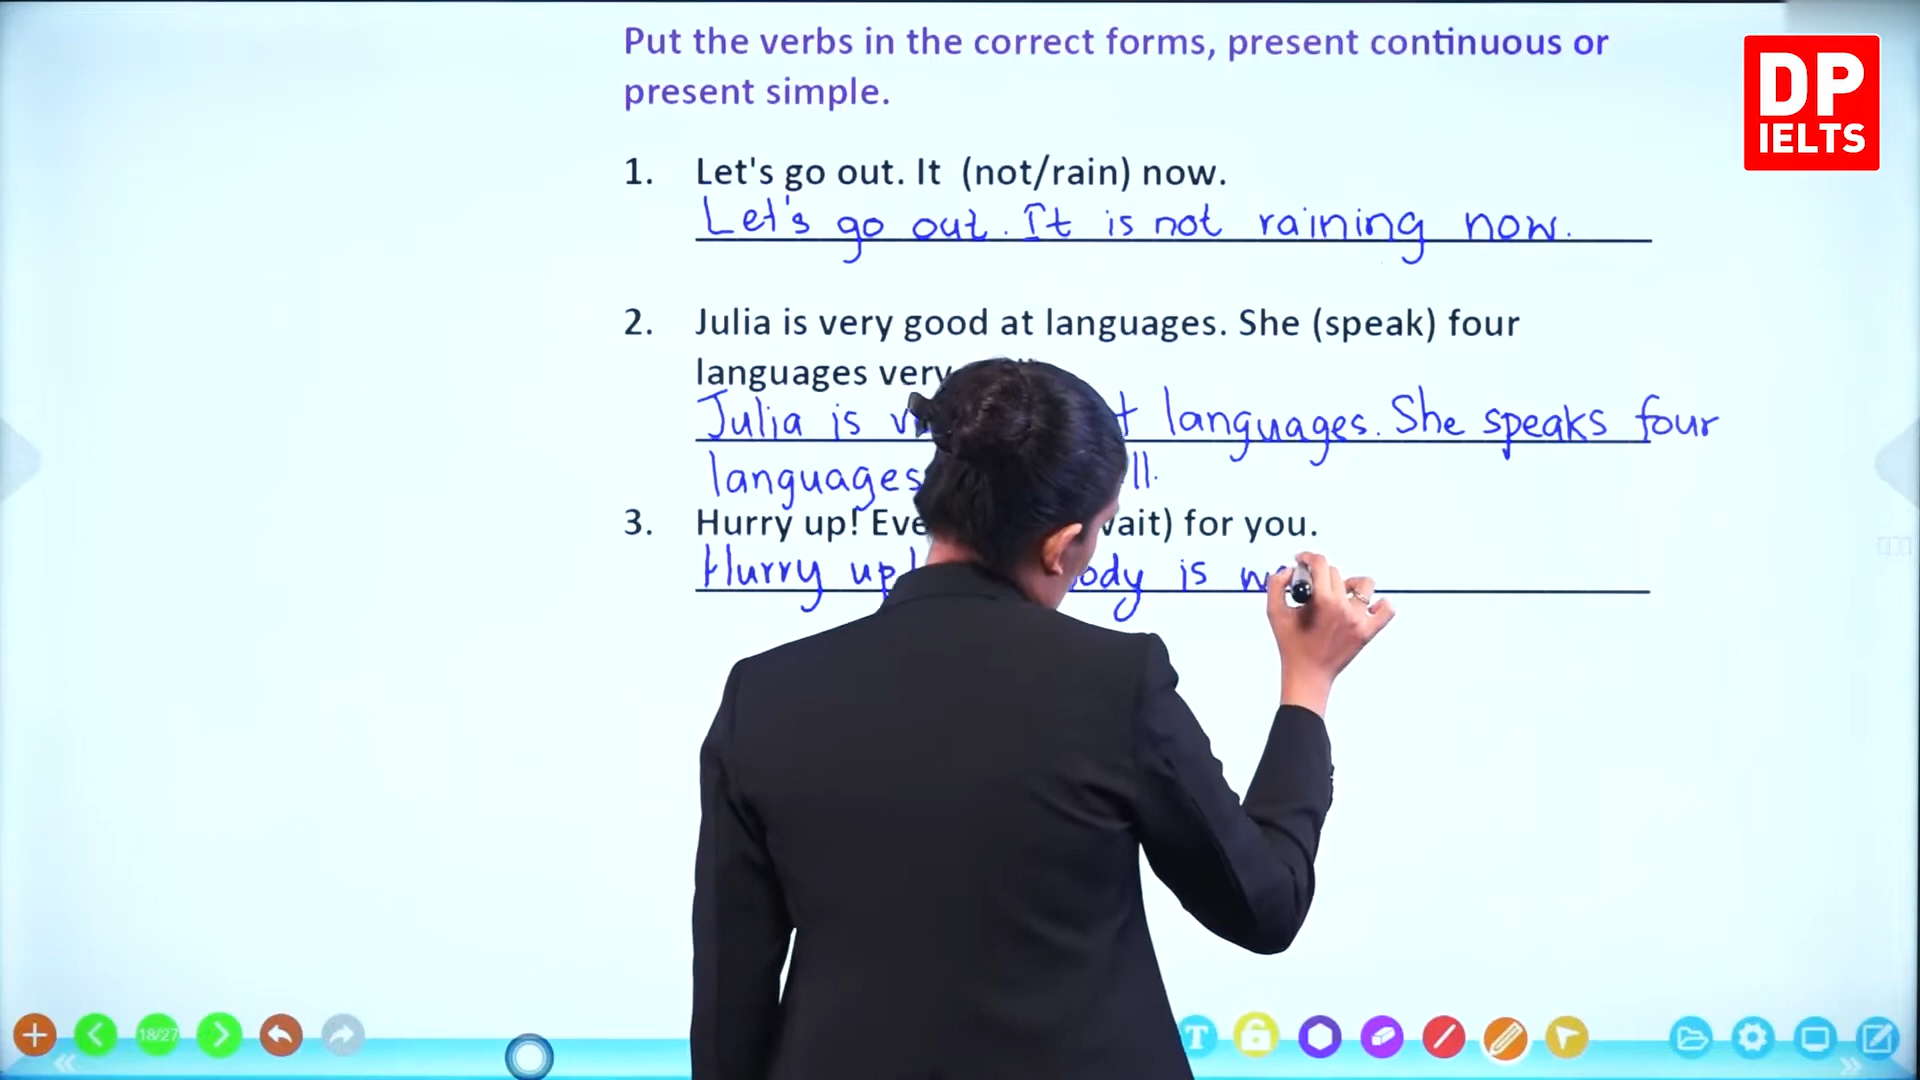 Put the verbs in the correct forms, present continuous or
present simple.
DP
IELTS
1. Let's go out. It (not/rain) now.
Let's go out. It is not raining now.
2. Julia is very good at languages. She (speak) four
languages very
Julia is languages. She speaks four
languages
3. Hurry up! for you.
Hurry up is
18/27
T